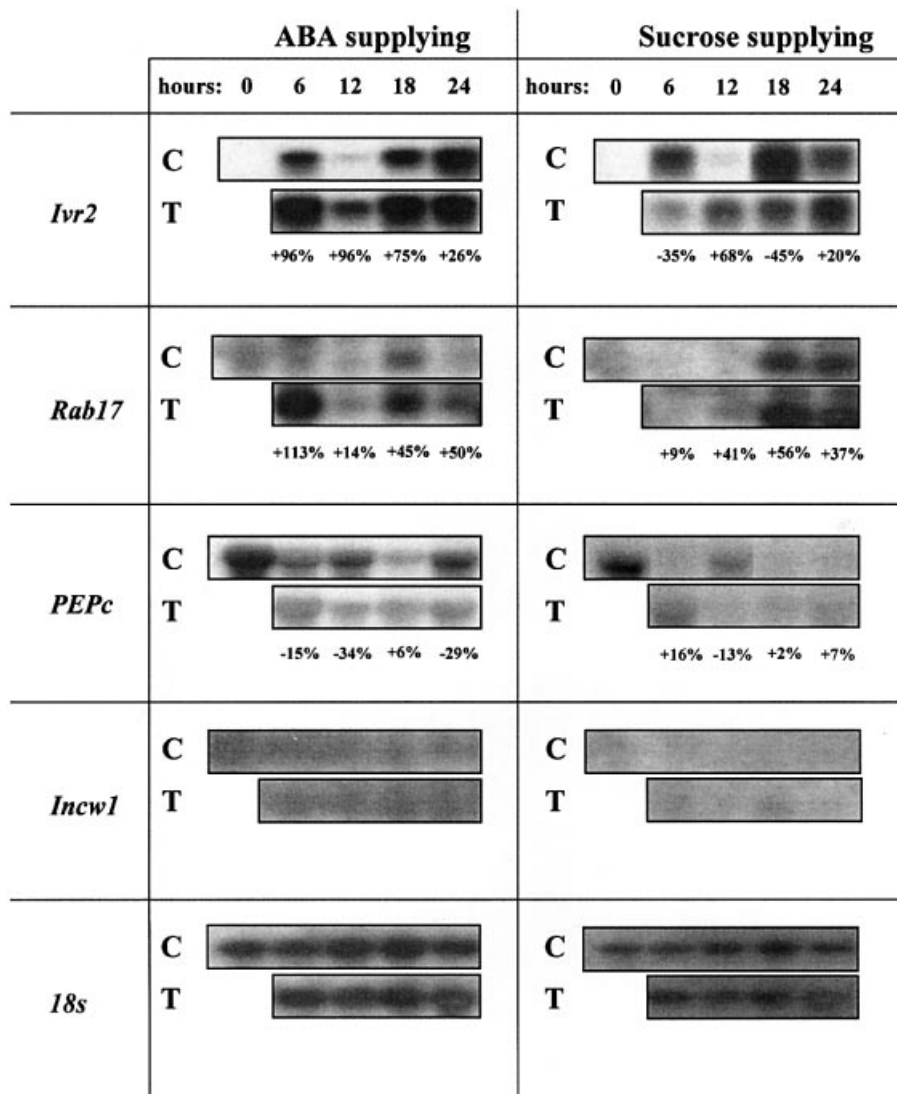 ABA supplying Sucrose supplying
hours: 0 6 12 18 24 hours: 0 6 12 18 24
C C
Ivr2 T T
+96% +96% +75% +26% -35% +68% -45% +20%
C C
Rab17 T T
+113% +14% +45% +50% +9% +41% +56% +37%
C C
PEPc T T
-15% -34% +6% -29% +16% -13% +2% +7%
C C
Incw1 T T
C C
18s T T